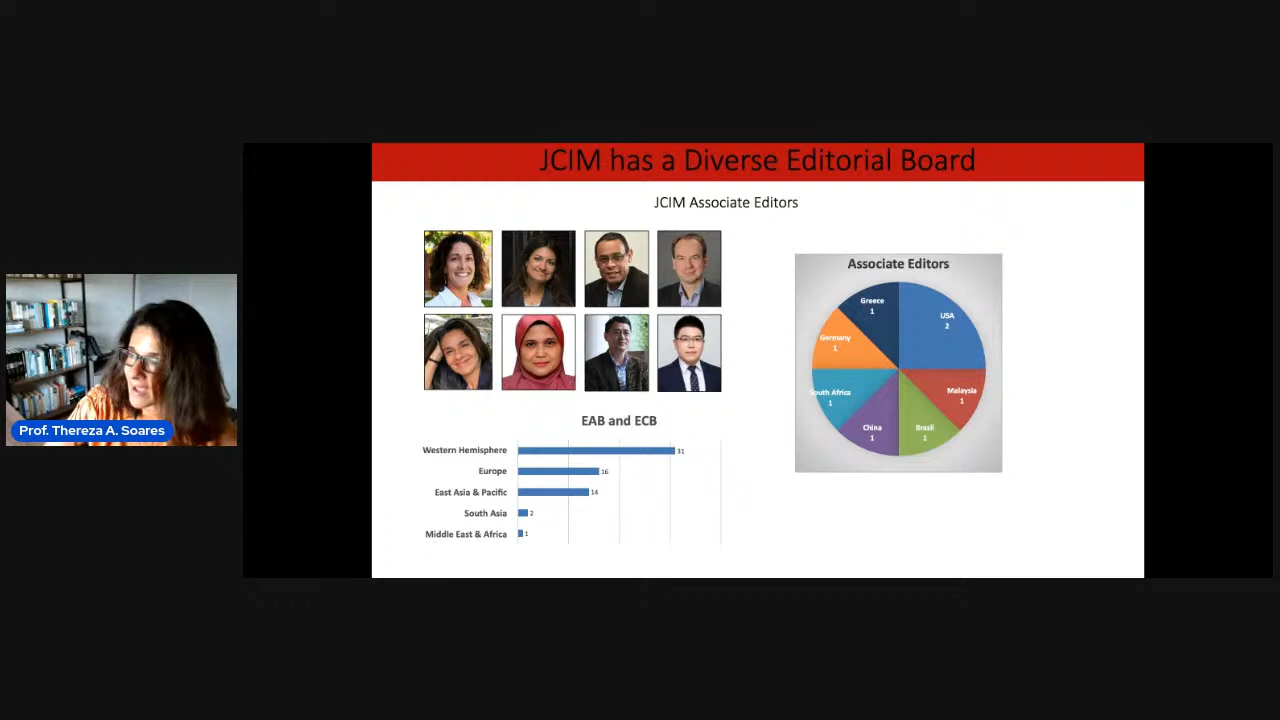 JCIM has a Diverse Editorial Board
JCIM Associate Editors
Associate Editors
Greece
1
USA
2
Germany
1
Malaysia
1
South Africa
1
China
1
Brazil
1
EAB and ECB
Western Hemisphere 31
Europe 16
East Asia & Pacific 14
South Asia 2
Middle East & Africa 1
Prof. Thereza A. Soares